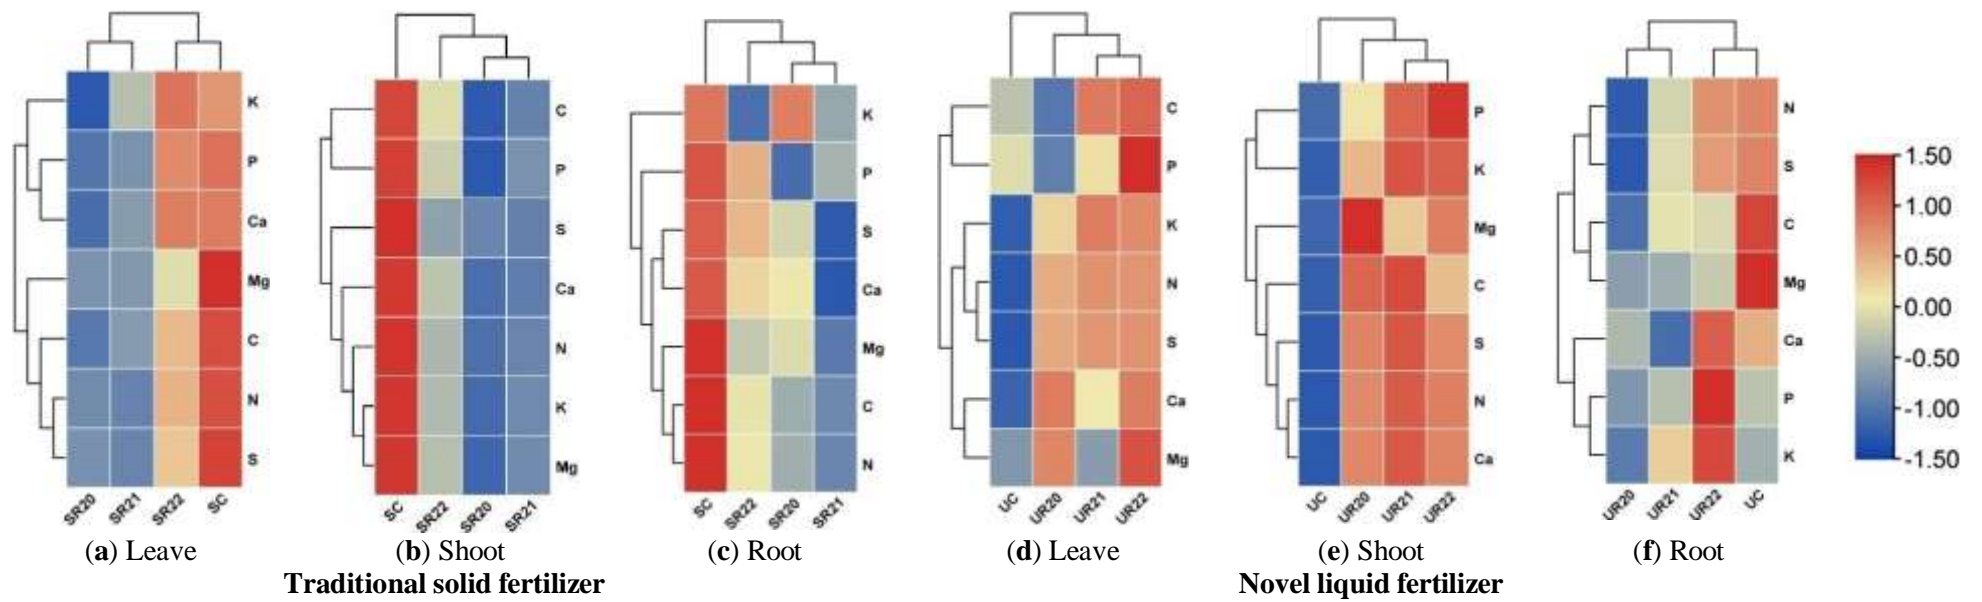 K
P
Ca
Mg
C
N
S
SR20 SR21 SR22 SC
(a) Leave
C
P
S
Ca
N
K
Mg
SC SR22 SR20 SR21
(b) Shoot
K
P
S
Ca
Mg
C
N
SC SR22 SR20 SR21
(c) Root
Traditional solid fertilizer
C
P
K
N
S
Ca
Mg
UC UR20 UR21 UR22
(d) Leave
P
K
Mg
C
S
N
Ca
UC UR20 UR21 UR22
(e) Shoot
N
S
C
Mg
Ca
P
K
UR20 UR21 UR22 UC
(f) Root
Novel liquid fertilizer
1.50
1.00
0.50
0.00
-0.50
-1.00
-1.50